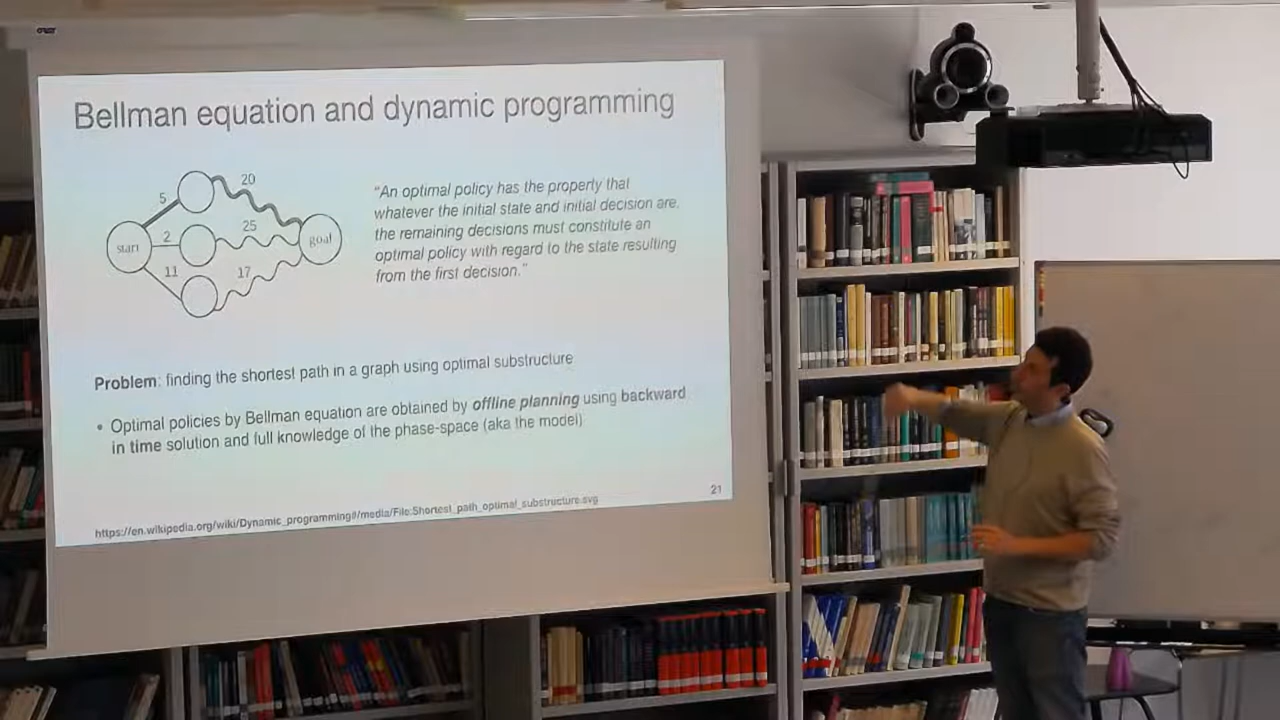 Bellman equation and dynamic programming
20
5
"An optimal policy has the property that
whatever the initial state and initial decision are,
the remaining decisions must constitute an
optimal policy with regard to the state resulting
from the first decision."
start
2
25
goal
11
17
Problem: finding the shortest path in a graph using optimal substructure
• Optimal policies by Bellman equation are obtained by offline planning using backward
in time solution and full knowledge of the phase-space (aka the model)
21
https://en.wikipedia.org/wiki/Dynamic_programming#/media/File:Shortest_path_optimal_substructure.svg